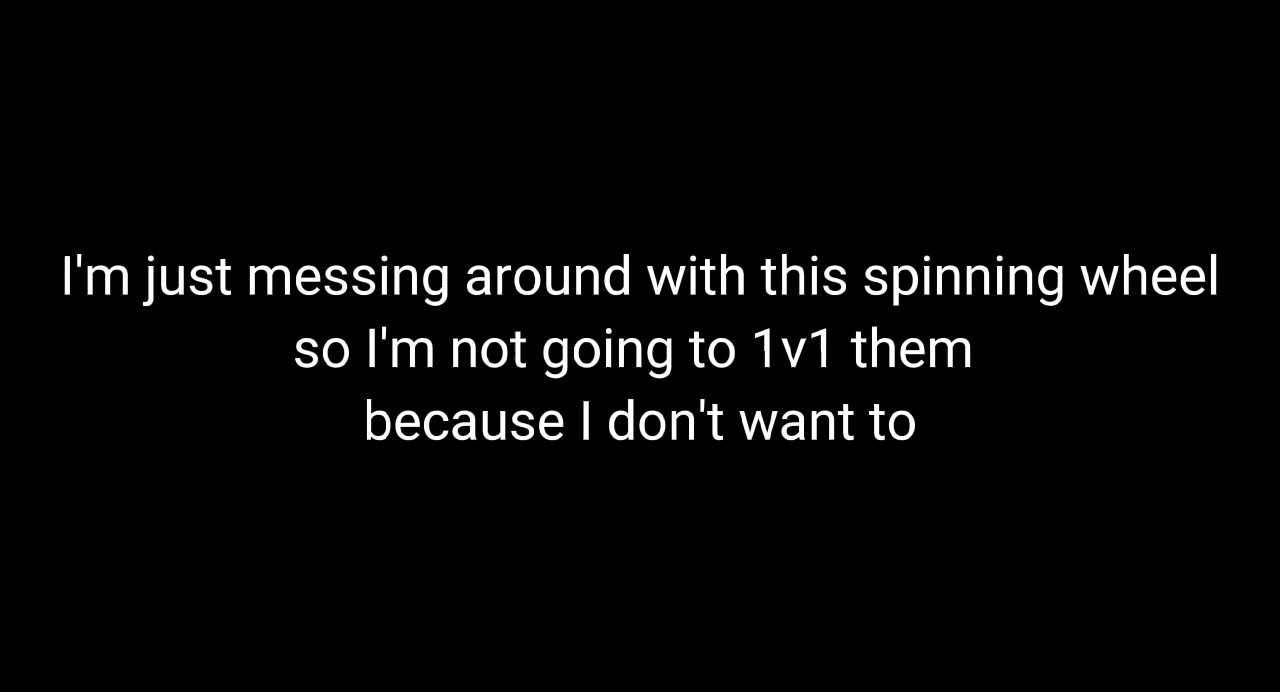 I'm just messing around with this spinning wheel
so I'm not going to 1v1 them
because I don't want to